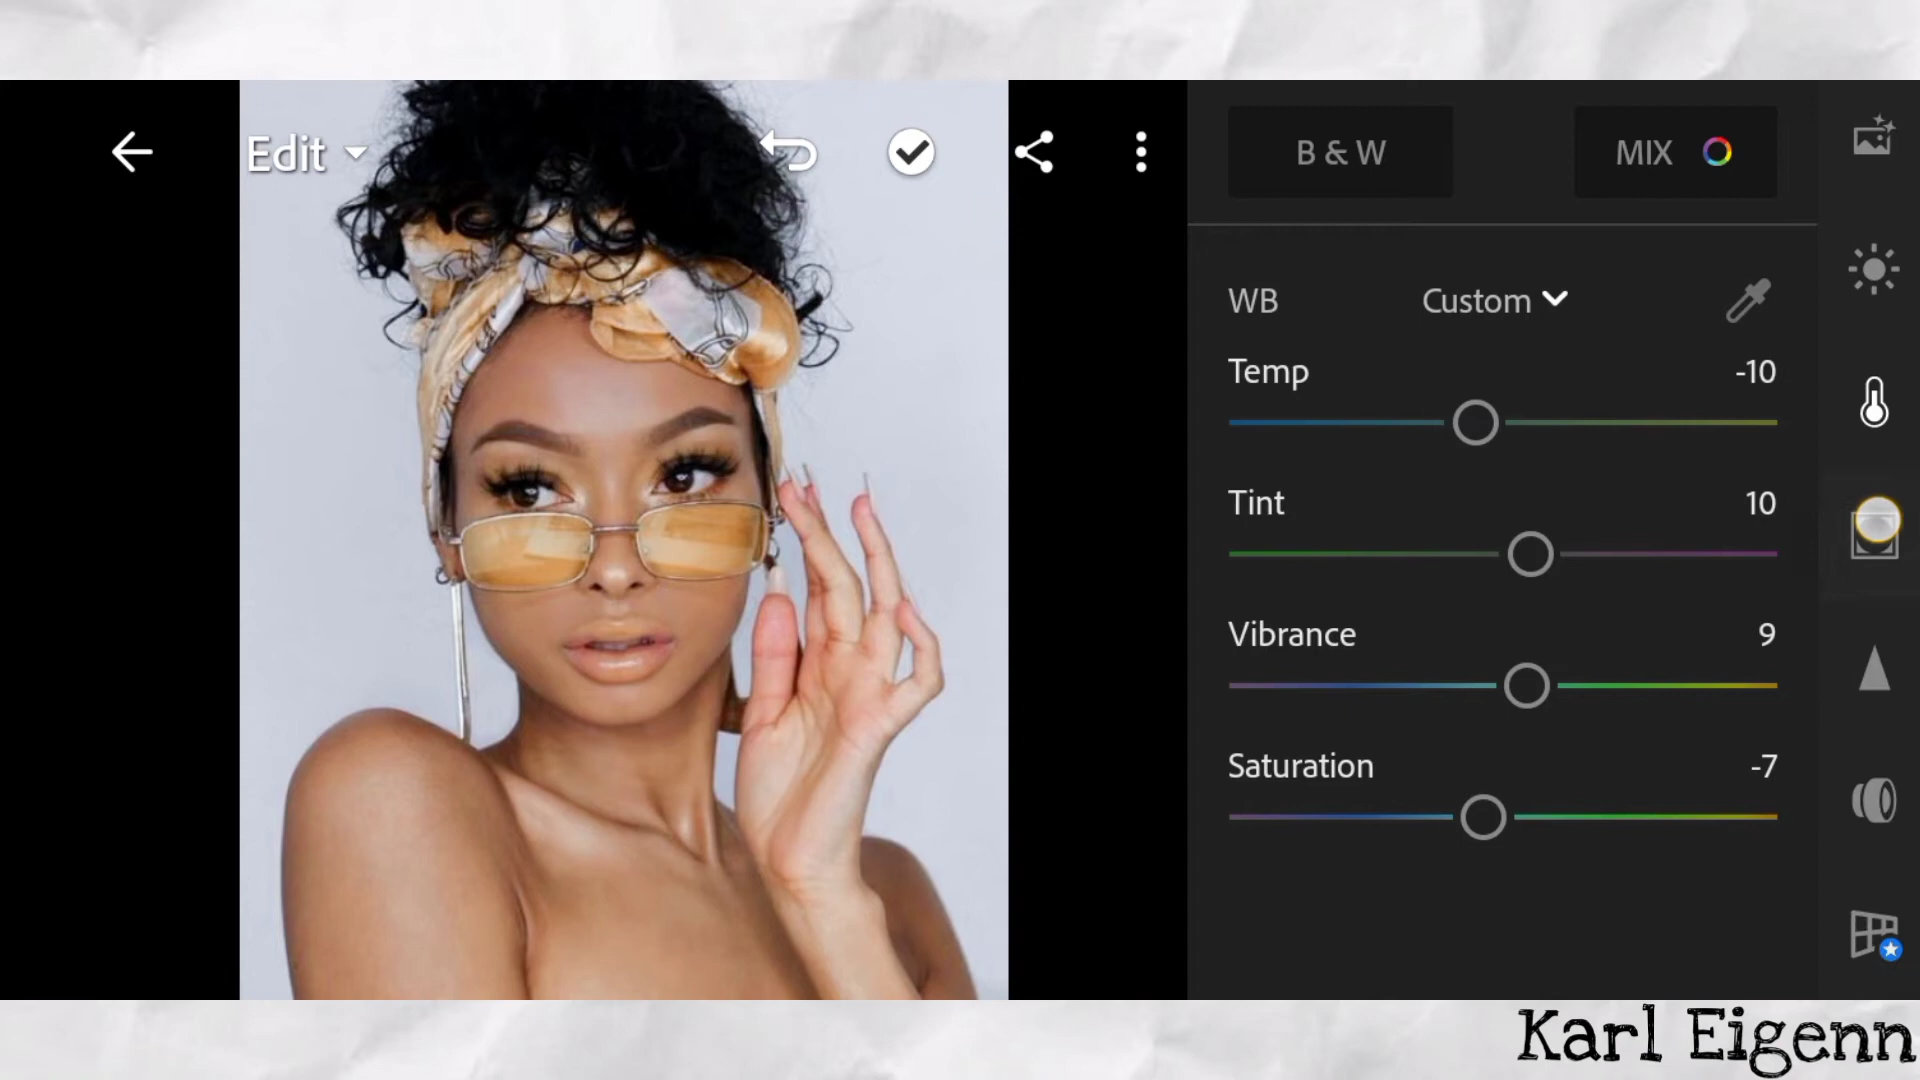 Edit
B & W
MIX
WB
Custom
Temp
-10
Tint
10
Vibrance
9
Saturation
-7
Karl Eigenn